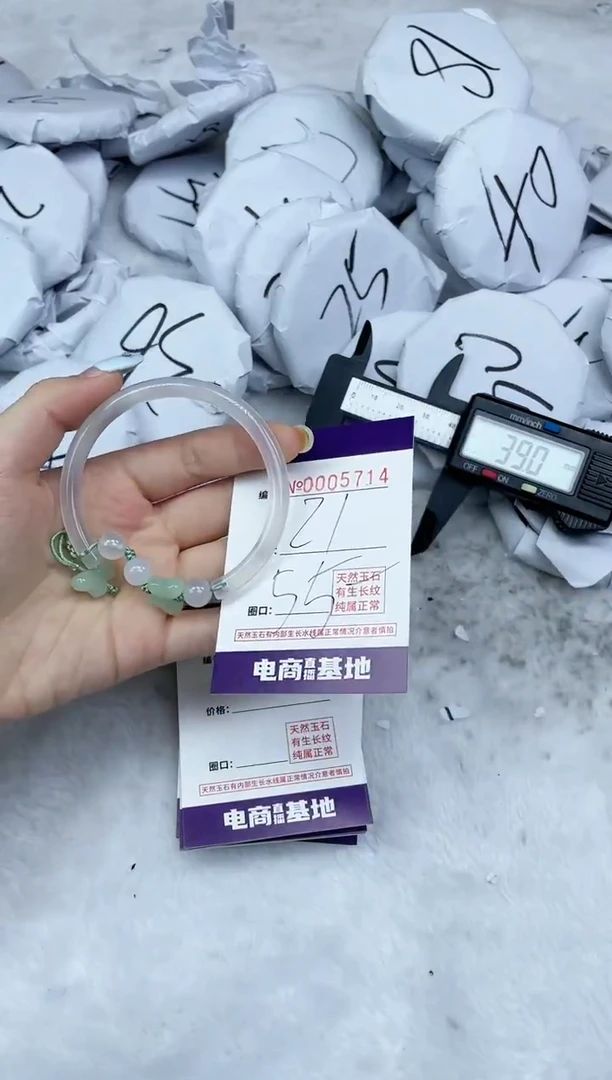 81
40
25
mm/inch
39.0
OFF
ON
ZERO
编
№0005714
21
圈口：55
天然玉石
有生长纹
纯属正常
天然玉石有内部生长水线属正常情况介意者慎拍
电商直播基地
价格：
天然玉石
有生长纹
纯属正常
圈口：
天然玉石有内部生长水线属正常情况介意者慎拍
电商直播基地